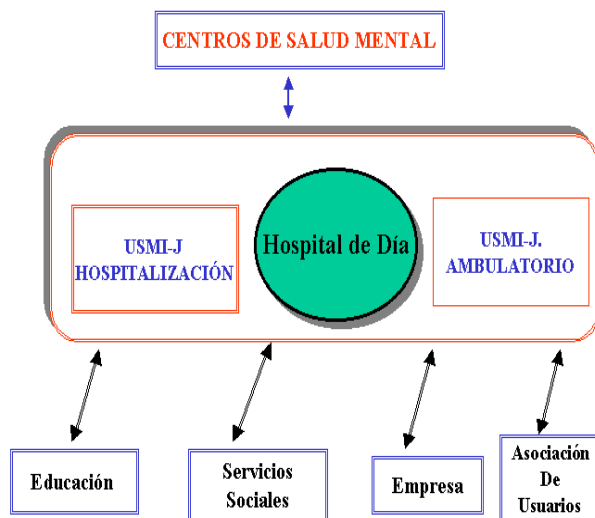 CENTROS DE SALUD MENTAL
USMI-J
HOSPITALIZACIÓN
Hospital de Día
USMI-J.
AMBULATORIO
Educación
Servicios
Sociales
Empresa
Asociación
De
Usuarios